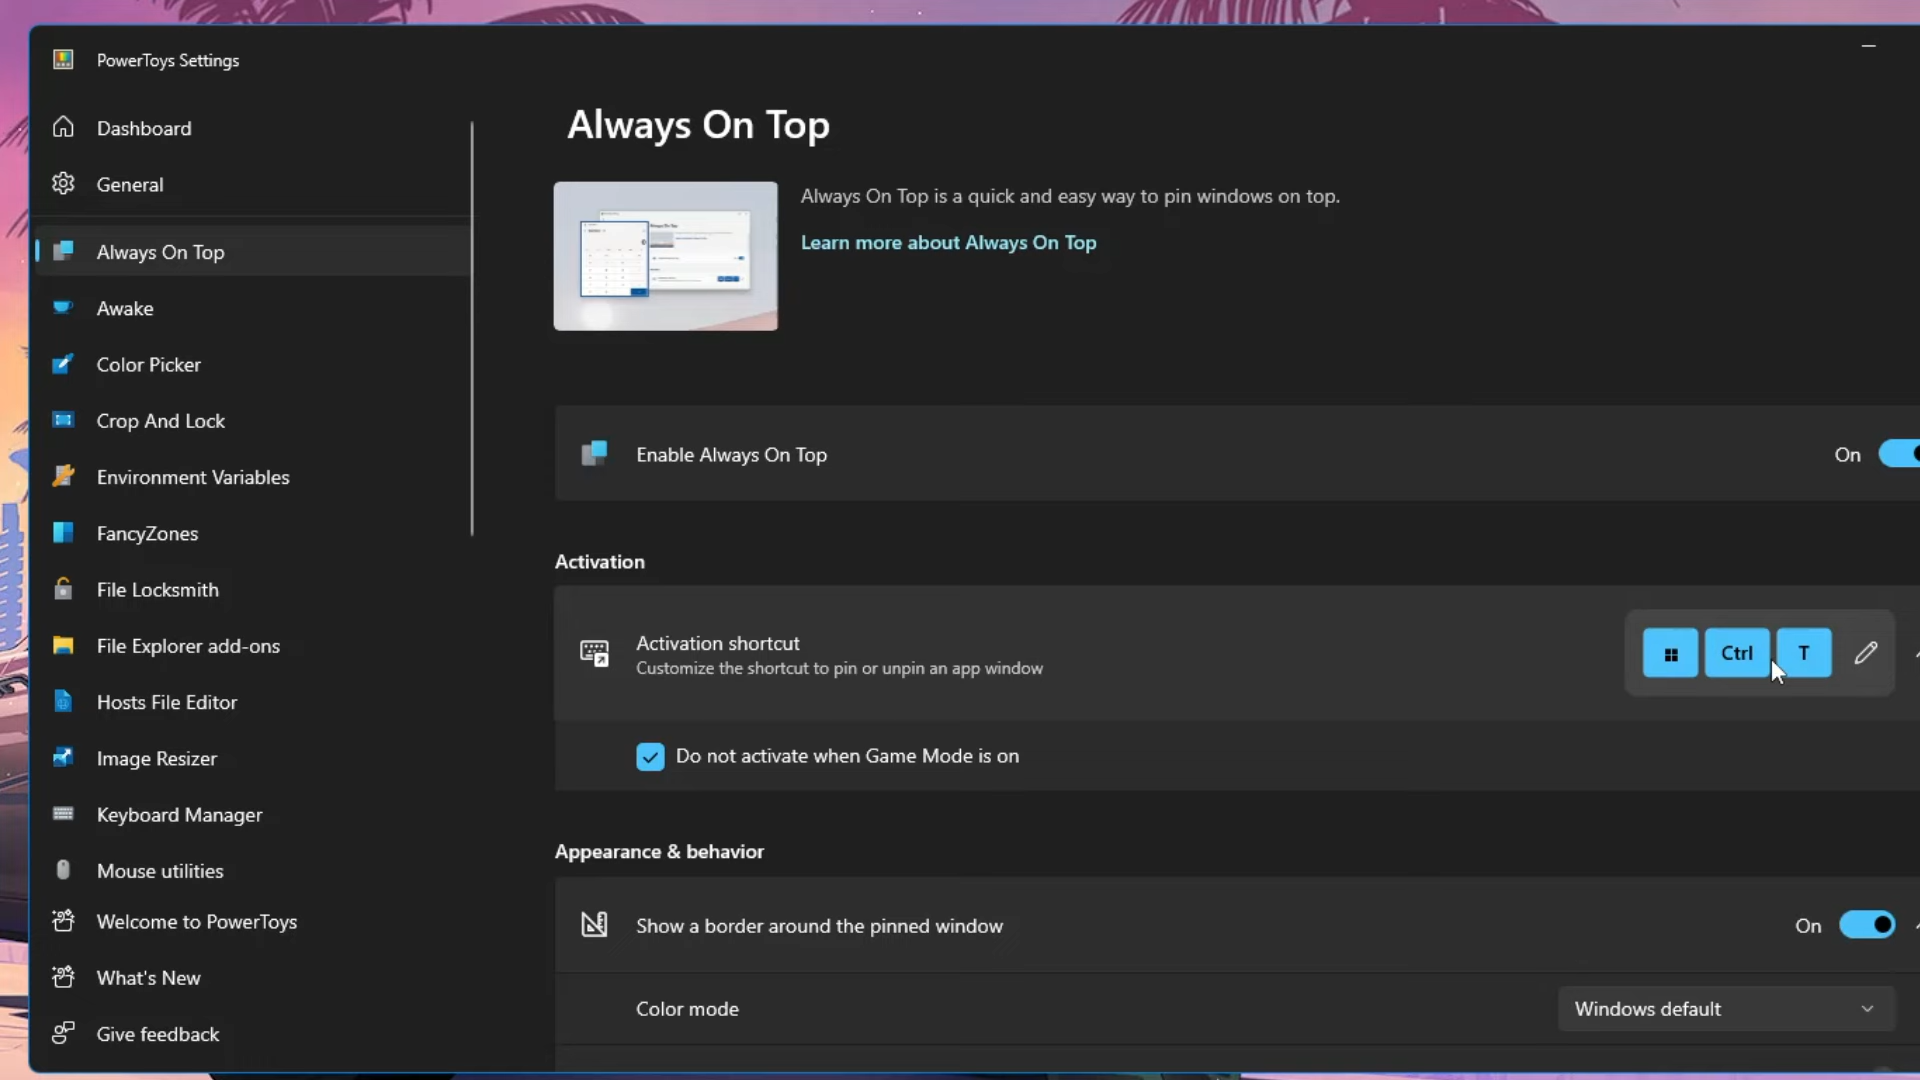 PowerToys Settings
Dashboard
General
Always On Top
Awake
Color Picker
Crop And Lock
Environment Variables
FancyZones
File Locksmith
File Explorer add-ons
Hosts File Editor
Image Resizer
Keyboard Manager
Mouse utilities
Welcome to PowerToys
What's New
Give feedback
Always On Top
Always On Top is a quick and easy way to pin windows on top.
Learn more about Always On Top
Enable Always On Top
On
Activation
Activation shortcut
Customize the shortcut to pin or unpin an app window
Ctrl T
Do not activate when Game Mode is on
Appearance & behavior
Show a border around the pinned window
On
Color mode
Windows default